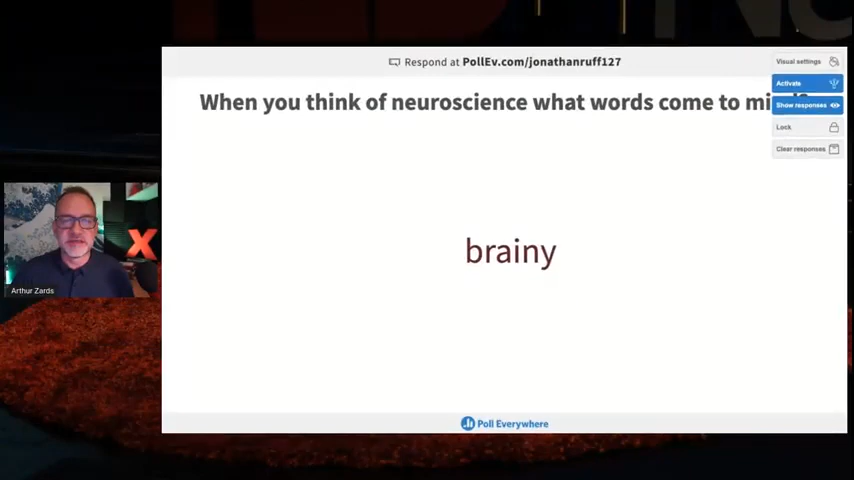 Respond at PollEv.com/jonathanruff127
When you think of neuroscience what words come to
Visual settings
Activate
Show responses
Lock
Clear responses
brainy
X
Arthur Zards
Poll Everywhere